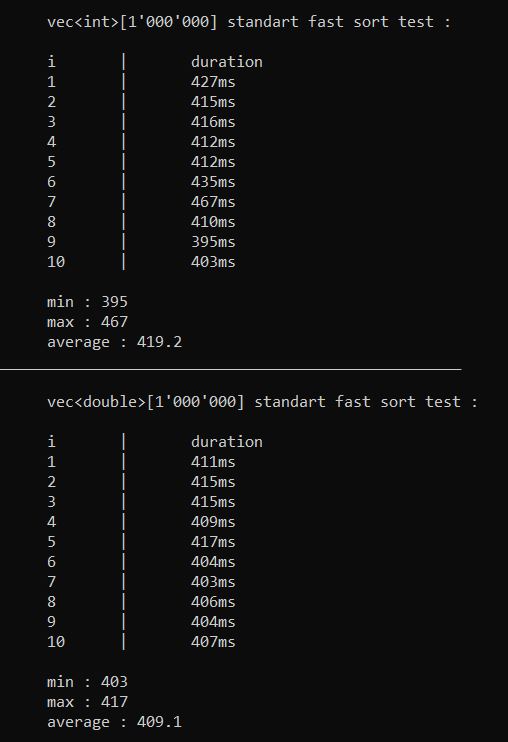 vec<int>[1'000'000] standart fast sort test :
i | duration
1 | 427ms
2 | 415ms
3 | 416ms
4 | 412ms
5 | 412ms
6 | 435ms
7 | 467ms
8 | 410ms
9 | 395ms
10 | 403ms
min : 395
max : 467
average : 419.2
vec<double>[1'000'000] standart fast sort test :
i | duration
1 | 411ms
2 | 415ms
3 | 415ms
4 | 409ms
5 | 417ms
6 | 404ms
7 | 403ms
8 | 406ms
9 | 404ms
10 | 407ms
min : 403
max : 417
average : 409.1